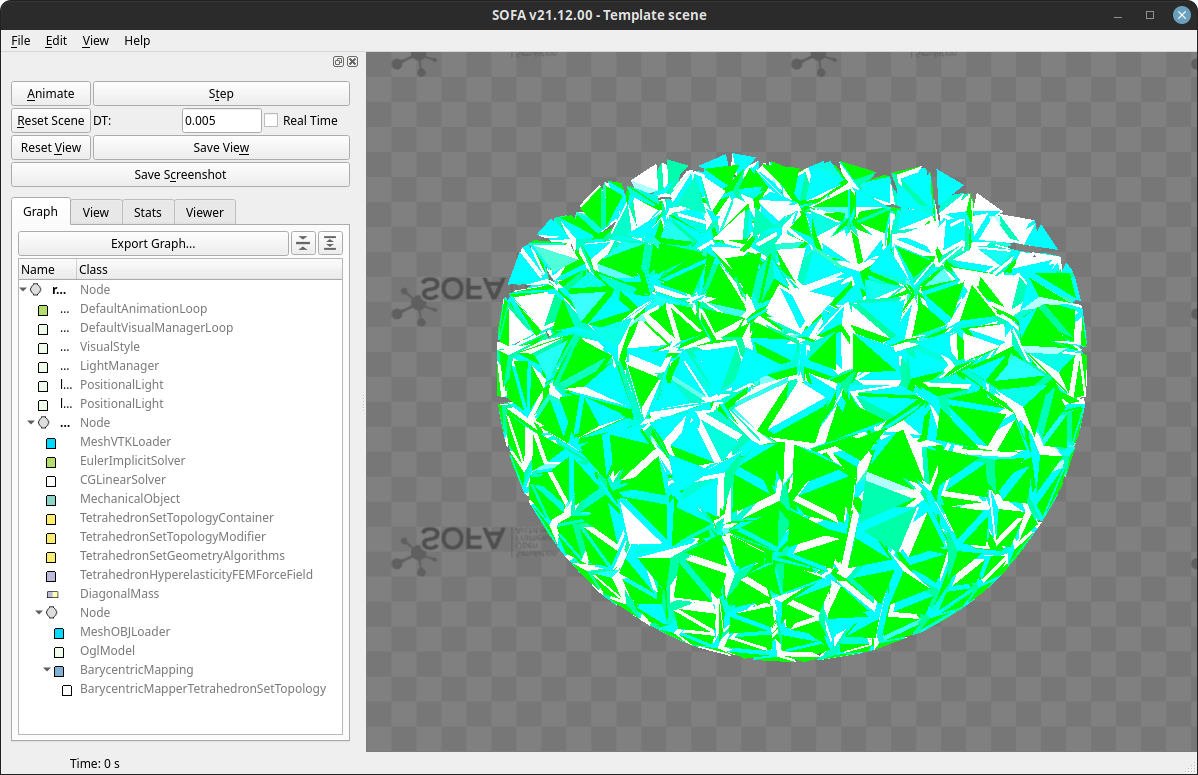 SOFA v21.12.00 - Template scene
File Edit View Help
Animate Step
Reset Scene DT: 0.005 Real Time
Reset View Save View
Save Screenshot
Graph View Stats Viewer
Export Graph...
Name Class
r... Node
... DefaultAnimationLoop
... DefaultVisualManagerLoop
... VisualStyle
... LightManager
l... PositionalLight
l... PositionalLight
... Node
MeshVTKLoader
EulerImplicitSolver
CGLinearSolver
MechanicalObject
TetrahedronSetTopologyContainer
TetrahedronSetTopologyModifier
TetrahedronSetGeometryAlgorithms
TetrahedronHyperelasticityFEMForceField
DiagonalMass
Node
MeshOBJLoader
OglModel
BarycentricMapping
BarycentricMapperTetrahedronSetTopology
Time: 0 s
SOFA
SOFA